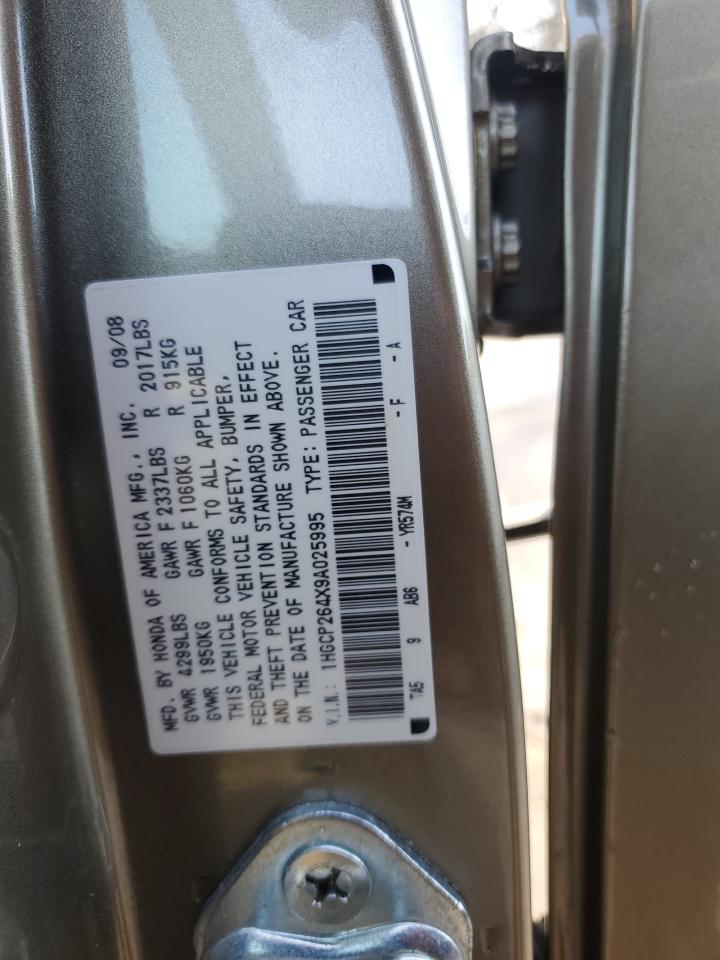 MFD. BY HONDA OF AMERICA MFG., INC. 09/08
GVWR 4299LBS GAWR F 2337LBS R 2017LBS
GVWR 1950KG GAWR F 1060KG R 915KG
THIS VEHICLE CONFORMS TO ALL APPLICABLE
FEDERAL MOTOR VEHICLE SAFETY, BUMPER,
AND THEFT PREVENTION STANDARDS IN EFFECT
ON THE DATE OF MANUFACTURE SHOWN ABOVE.
V.I.N.: 1HGCP264X9A025995 TYPE: PASSENGER CAR
TA5 9 AB6 - YR574M - F - A